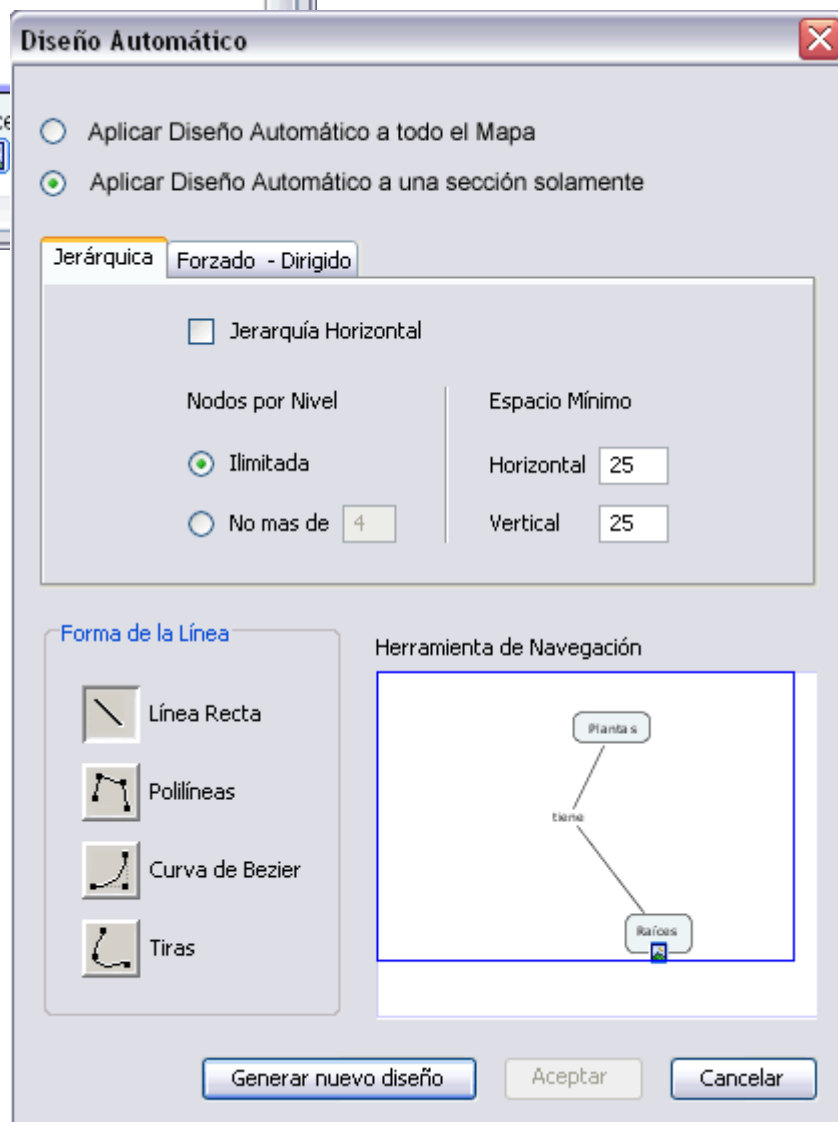 Diseño Automático
Aplicar Diseño Automático a todo el Mapa
Aplicar Diseño Automático a una sección solamente
Jerárquica
Forzado - Dirigido
Jerarquía Horizontal
Nodos por Nivel
Espacio Mínimo
Ilimitada
Horizontal 25
No mas de 4
Vertical 25
Forma de la Línea
Herramienta de Navegación
Línea Recta
Polilíneas
Curva de Bezier
Tiras
Plantas
tiene
Raíces
Generar nuevo diseño
Aceptar
Cancelar